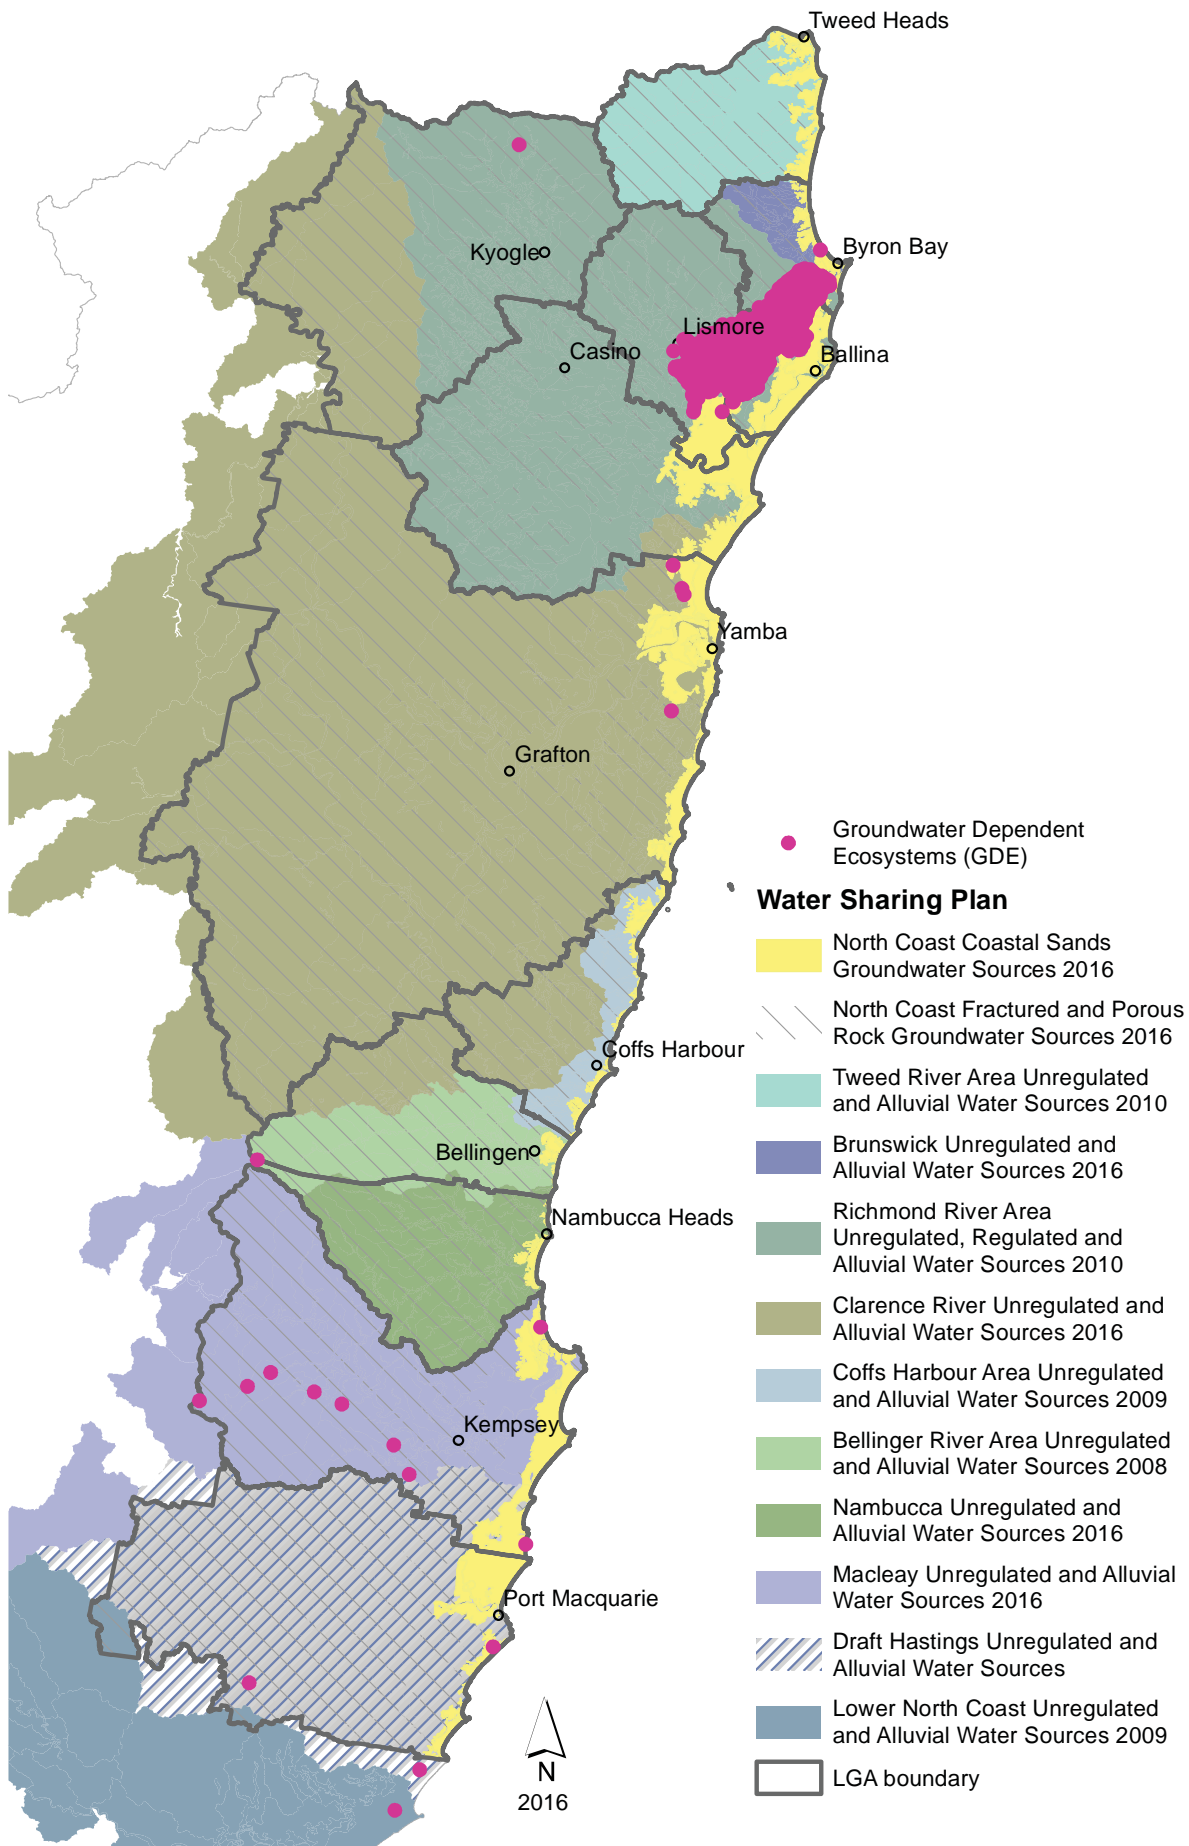 Tweed Heads
Byron Bay
Kyogle
Lismore
Casino
Ballina
Yamba
Grafton
Coffs Harbour
Bellingen
Nambucca Heads
Kempsey
Port Macquarie
N
2016
Groundwater Dependent
Ecosystems (GDE)
Water Sharing Plan
North Coast Coastal Sands
Groundwater Sources 2016
North Coast Fractured and Porous
Rock Groundwater Sources 2016
Tweed River Area Unregulated
and Alluvial Water Sources 2010
Brunswick Unregulated and
Alluvial Water Sources 2016
Richmond River Area
Unregulated, Regulated and
Alluvial Water Sources 2010
Clarence River Unregulated and
Alluvial Water Sources 2016
Coffs Harbour Area Unregulated
and Alluvial Water Sources 2009
Bellinger River Area Unregulated
and Alluvial Water Sources 2008
Nambucca Unregulated and
Alluvial Water Sources 2016
Macleay Unregulated and Alluvial
Water Sources 2016
Draft Hastings Unregulated and
Alluvial Water Sources
Lower North Coast Unregulated
and Alluvial Water Sources 2009
LGA boundary